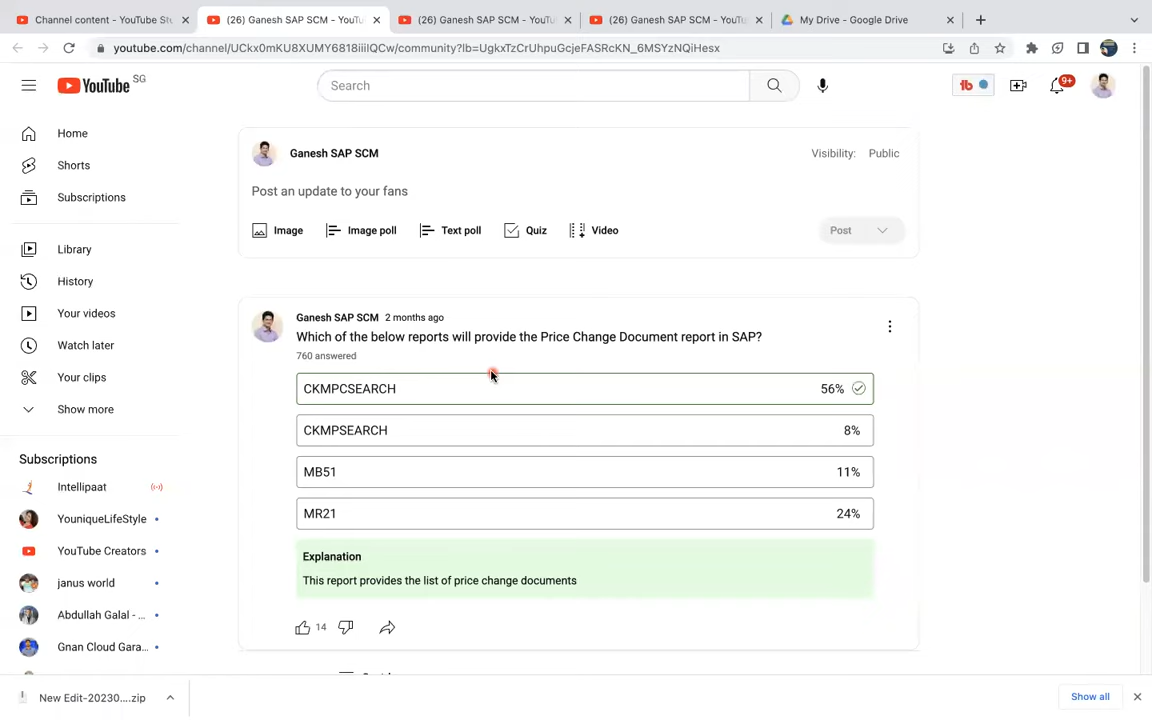 Channel content - YouTube Stu
(26) Ganesh SAP SCM - YouTu
(26) Ganesh SAP SCM - YouTu
(26) Ganesh SAP SCM - YouTu
My Drive - Google Drive
youtube.com/channel/UCkx0mKU8XUMY6818iiiIQCw/community?lb=UgkxTzCrUhpuGcjeFASRcKN_6MSYzNQiHesx
YouTube SG
Search
tb
9+
Home
Shorts
Subscriptions
Library
History
Your videos
Watch later
Your clips
Show more
Subscriptions
Intellipaat
YouniqueLifeStyle
YouTube Creators
janus world
Abdullah Galal - ...
Gnan Cloud Gara...
Ganesh SAP SCM
Visibility: Public
Post an update to your fans
Image
Image poll
Text poll
Quiz
Video
Post
Ganesh SAP SCM 2 months ago
Which of the below reports will provide the Price Change Document report in SAP?
760 answered
CKMPCSEARCH 56%
CKMPSEARCH 8%
MB51 11%
MR21 24%
Explanation
This report provides the list of price change documents
14
New Edit-20230....zip
Show all